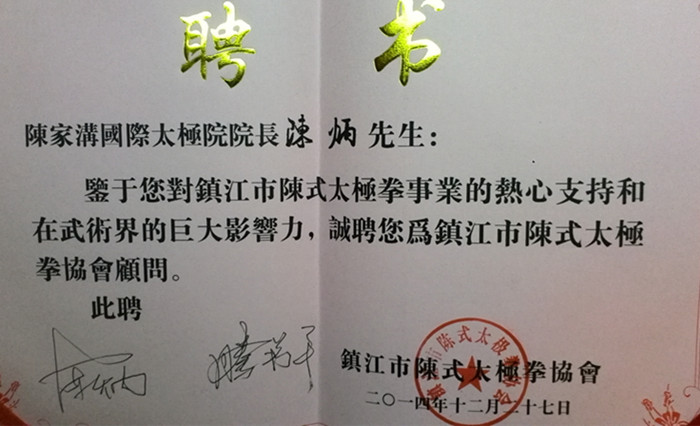 聘书
陳家溝國際太極院院長陳炳先生：
鑒于您對鎮江市陳式太極拳事業的熱心支持和
在武術界的巨大影響力，誠聘您爲鎮江市陳式太極
拳協會顧問。
此聘
鎮江市陳式太極拳協會
二〇一四年十二月二十七日